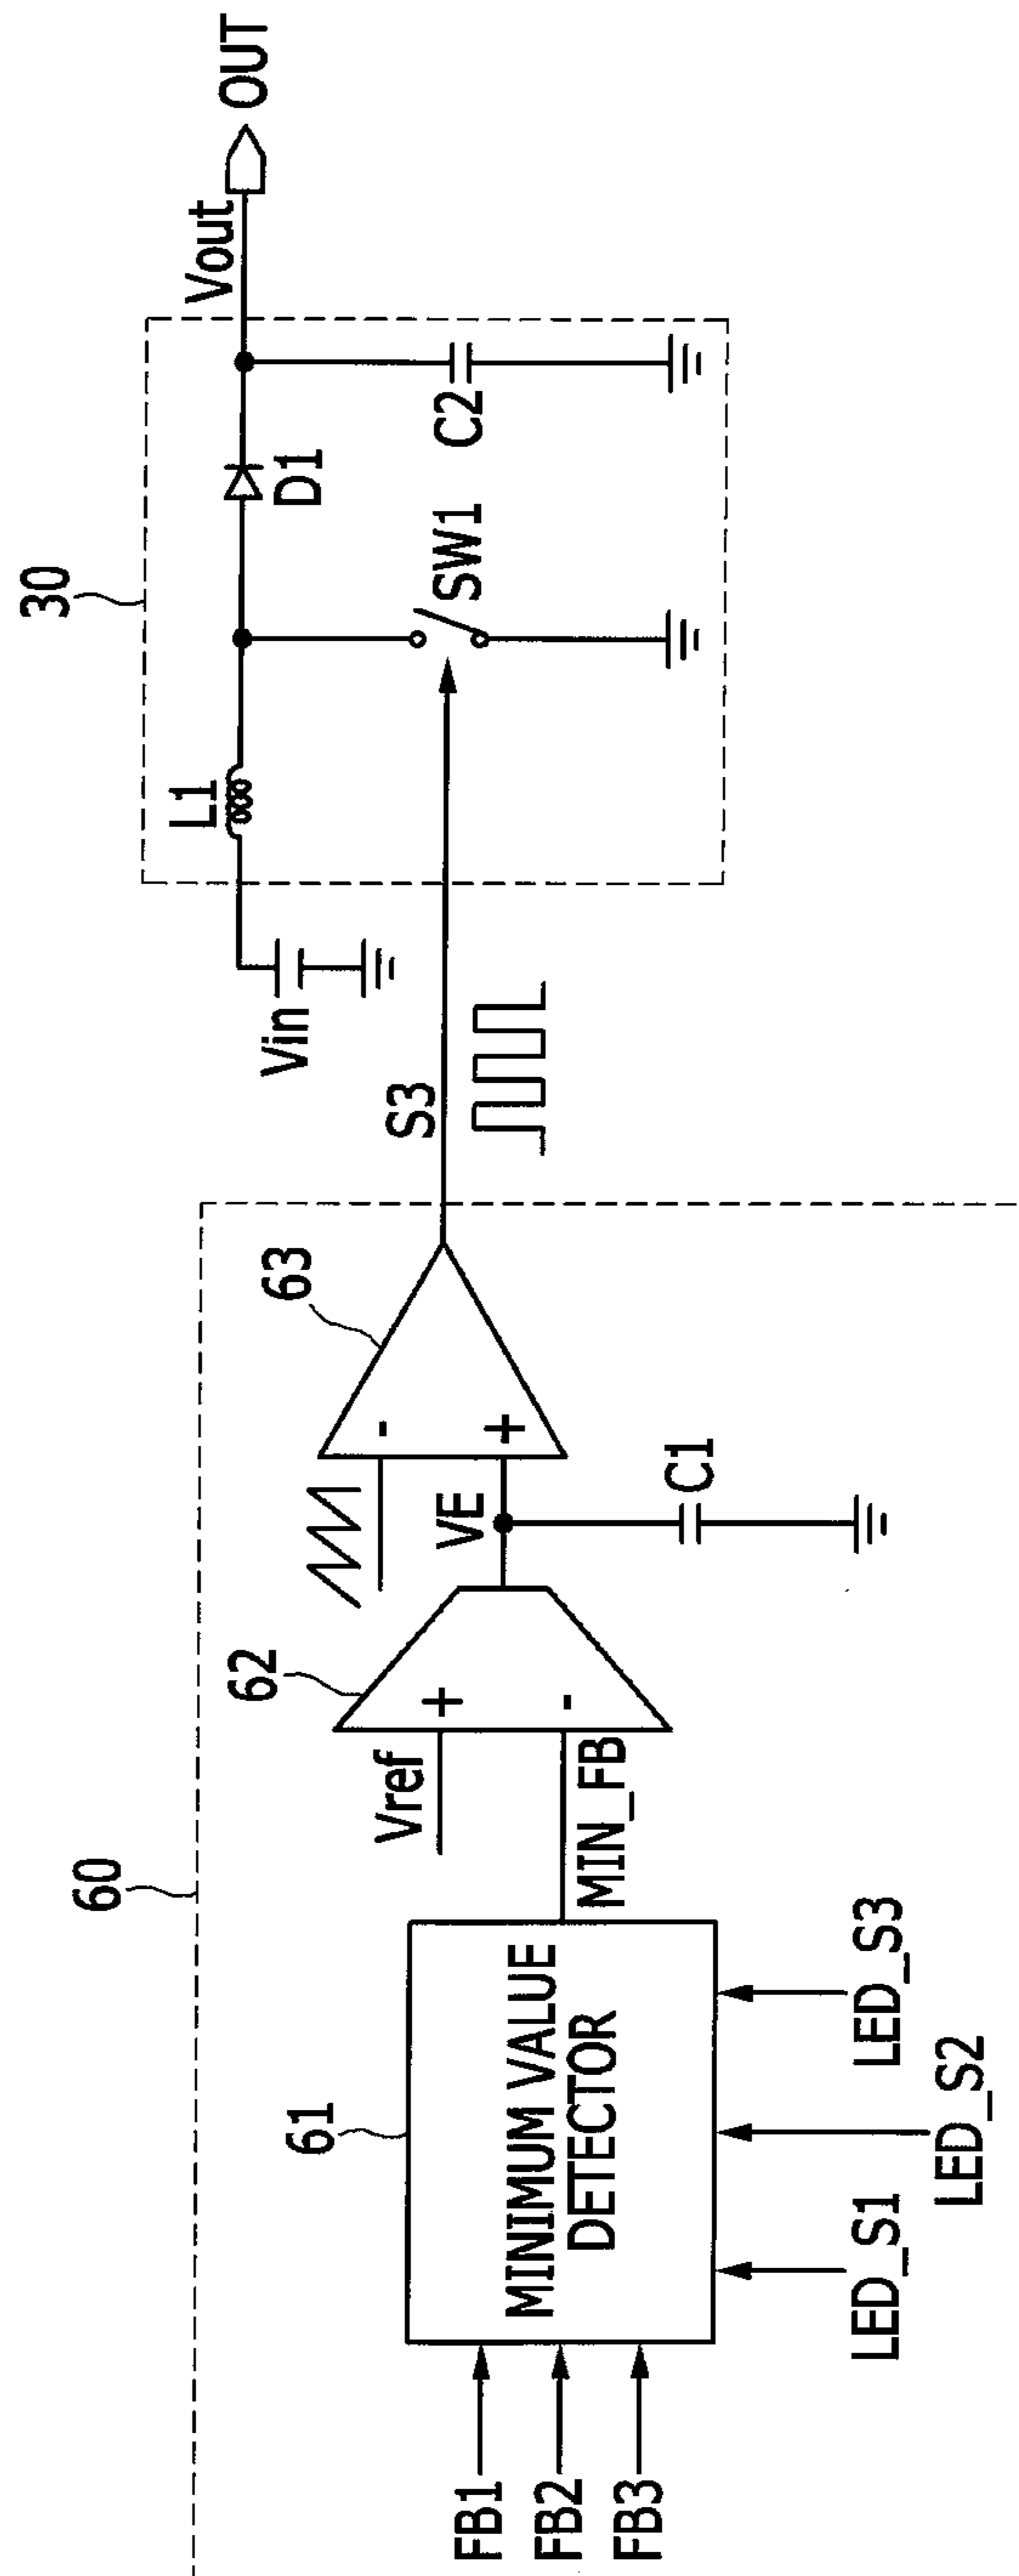 60
30
61
MINIMUM VALUE
DETECTOR
FB1
FB2
FB3
LED_S1
LED_S2
LED_S3
MIN_FB
Vref
62
+
-
VE
C1
63
-
+
S3
Vin
L1
SW1
D1
C2
Vout
OUT